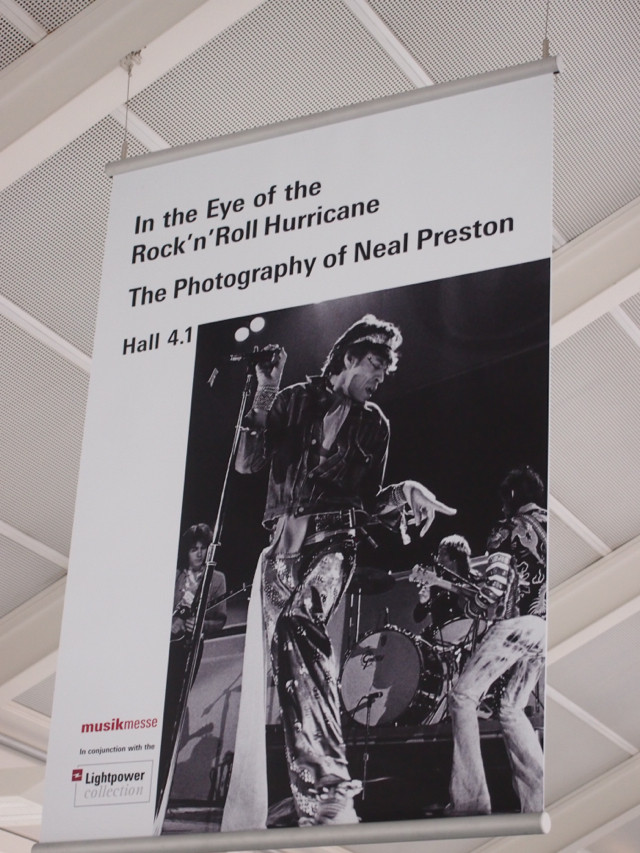 In the Eye of the
Rock'n'Roll Hurricane
The Photography of Neal Preston
Hall 4.1
musikmesse
In conjunction with the
Lightpower
collection